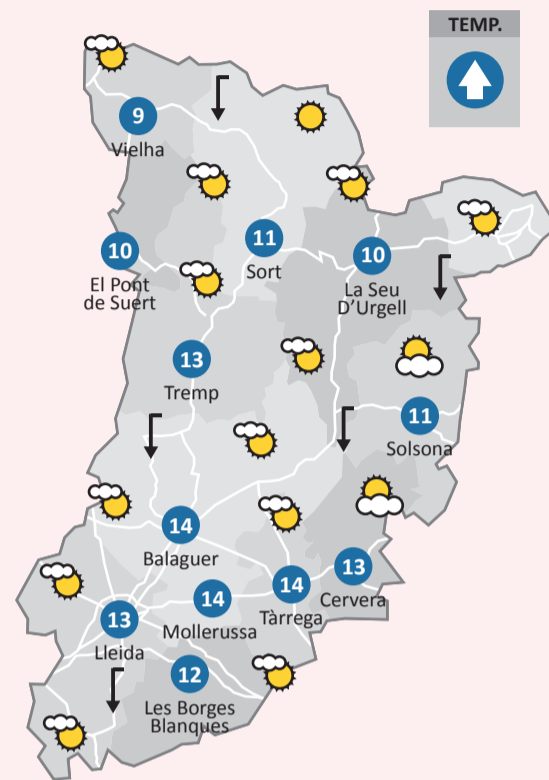 TEMP.
9
Vielha
11
Sort
10
El Pont
de Suert
10
La Seu
D'Urgell
13
Tremp
11
Solsona
14
Balaguer
13
Cervera
14
Tàrrega
14
Mollerussa
13
Lleida
12
Les Borges
Blanques